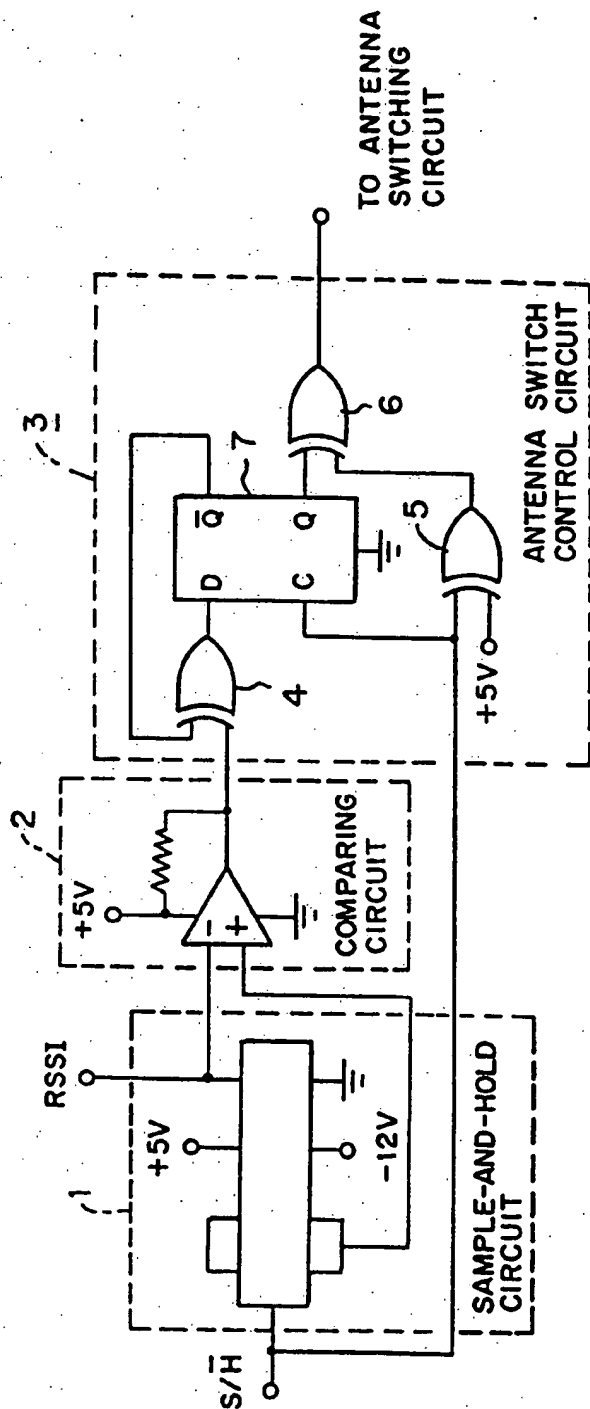 1
RSSI
+5V
-12V
S/H̅
SAMPLE-AND-HOLD
CIRCUIT
2
+5V
-
+
COMPARING
CIRCUIT
3
4
D
Q̅
C
Q
7
6
5
+5V
ANTENNA SWITCH
CONTROL CIRCUIT
TO ANTENNA
SWITCHING
CIRCUIT